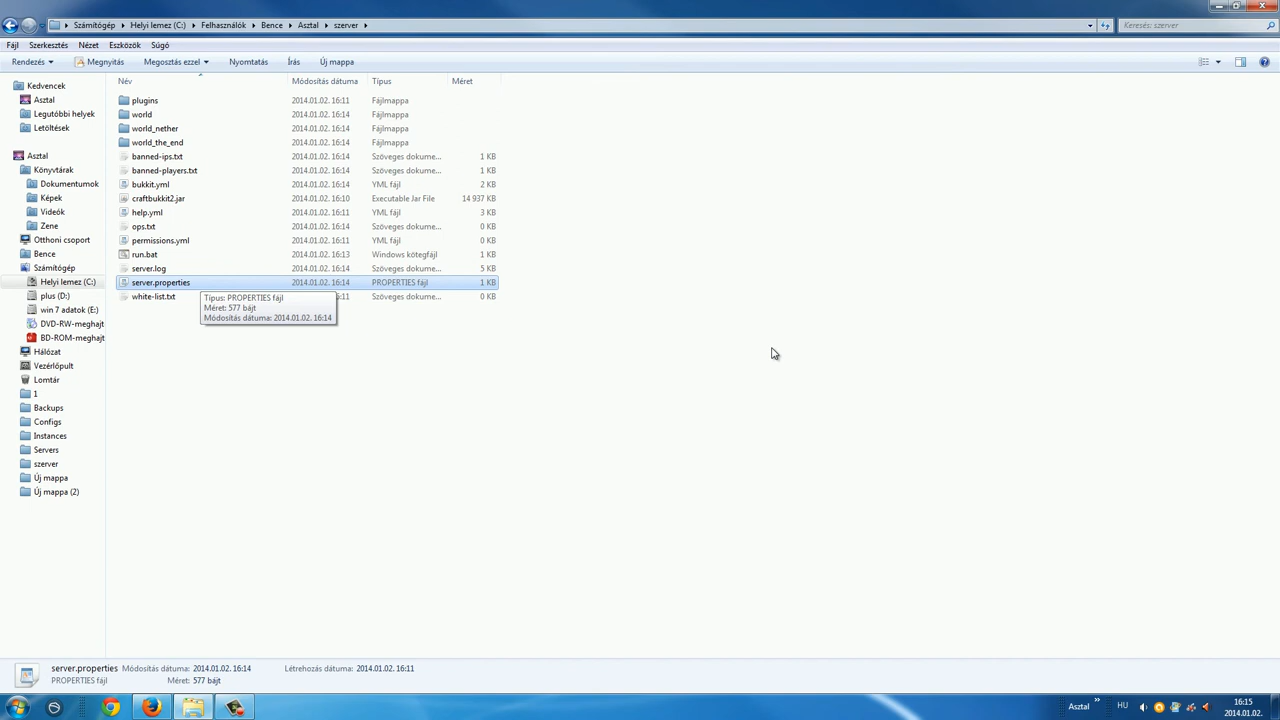 Számítógép Helyi lemez (C:) Felhasználók Bence Asztal szerver Keresés: szerver
Fájl Szerkesztés Nézet Eszközök Súgó
Rendezés Megnyitás Megosztás ezzel Nyomtatás Írás Új mappa
Név Módosítás dátuma Típus Méret
Kedvencek
Asztal
Legutóbbi helyek
Letöltések
Asztal
Könyvtárak
Dokumentumok
Képek
Videók
Zene
Otthoni csoport
Bence
Számítógép
Helyi lemez (C:)
plus (D:)
win 7 adatok (E:)
DVD-RW-meghajt
BD-ROM-meghajt
Hálózat
Vezérlőpult
Lomtár
1
Backups
Configs
Instances
Servers
szerver
Új mappa
Új mappa (2)
plugins 2014.01.02. 16:11 Fájlmappa
world 2014.01.02. 16:14 Fájlmappa
world_nether 2014.01.02. 16:14 Fájlmappa
world_the_end 2014.01.02. 16:14 Fájlmappa
banned-ips.txt 2014.01.02. 16:14 Szöveges dokume... 1 KB
banned-players.txt 2014.01.02. 16:14 Szöveges dokume... 1 KB
bukkit.yml 2014.01.02. 16:14 YML fájl 2 KB
craftbukkit2.jar 2014.01.02. 16:10 Executable Jar File 14 937 KB
help.yml 2014.01.02. 16:11 YML fájl 3 KB
ops.txt 2014.01.02. 16:14 Szöveges dokume... 0 KB
permissions.yml 2014.01.02. 16:11 YML fájl 0 KB
run.bat 2014.01.02. 16:13 Windows kötegfájl 1 KB
server.log 2014.01.02. 16:14 Szöveges dokume... 5 KB
server.properties 2014.01.02. 16:14 PROPERTIES fájl 1 KB
white-list.txt :11 Szöveges dokume... 0 KB
Típus: PROPERTIES fájl
Méret: 577 bájt
Módosítás dátuma: 2014.01.02. 16:14
server.properties Módosítás dátuma: 2014.01.02. 16:14 Létrehozás dátuma: 2014.01.02. 16:11
PROPERTIES fájl Méret: 577 bájt
Asztal HU 16:15
2014.01.02.